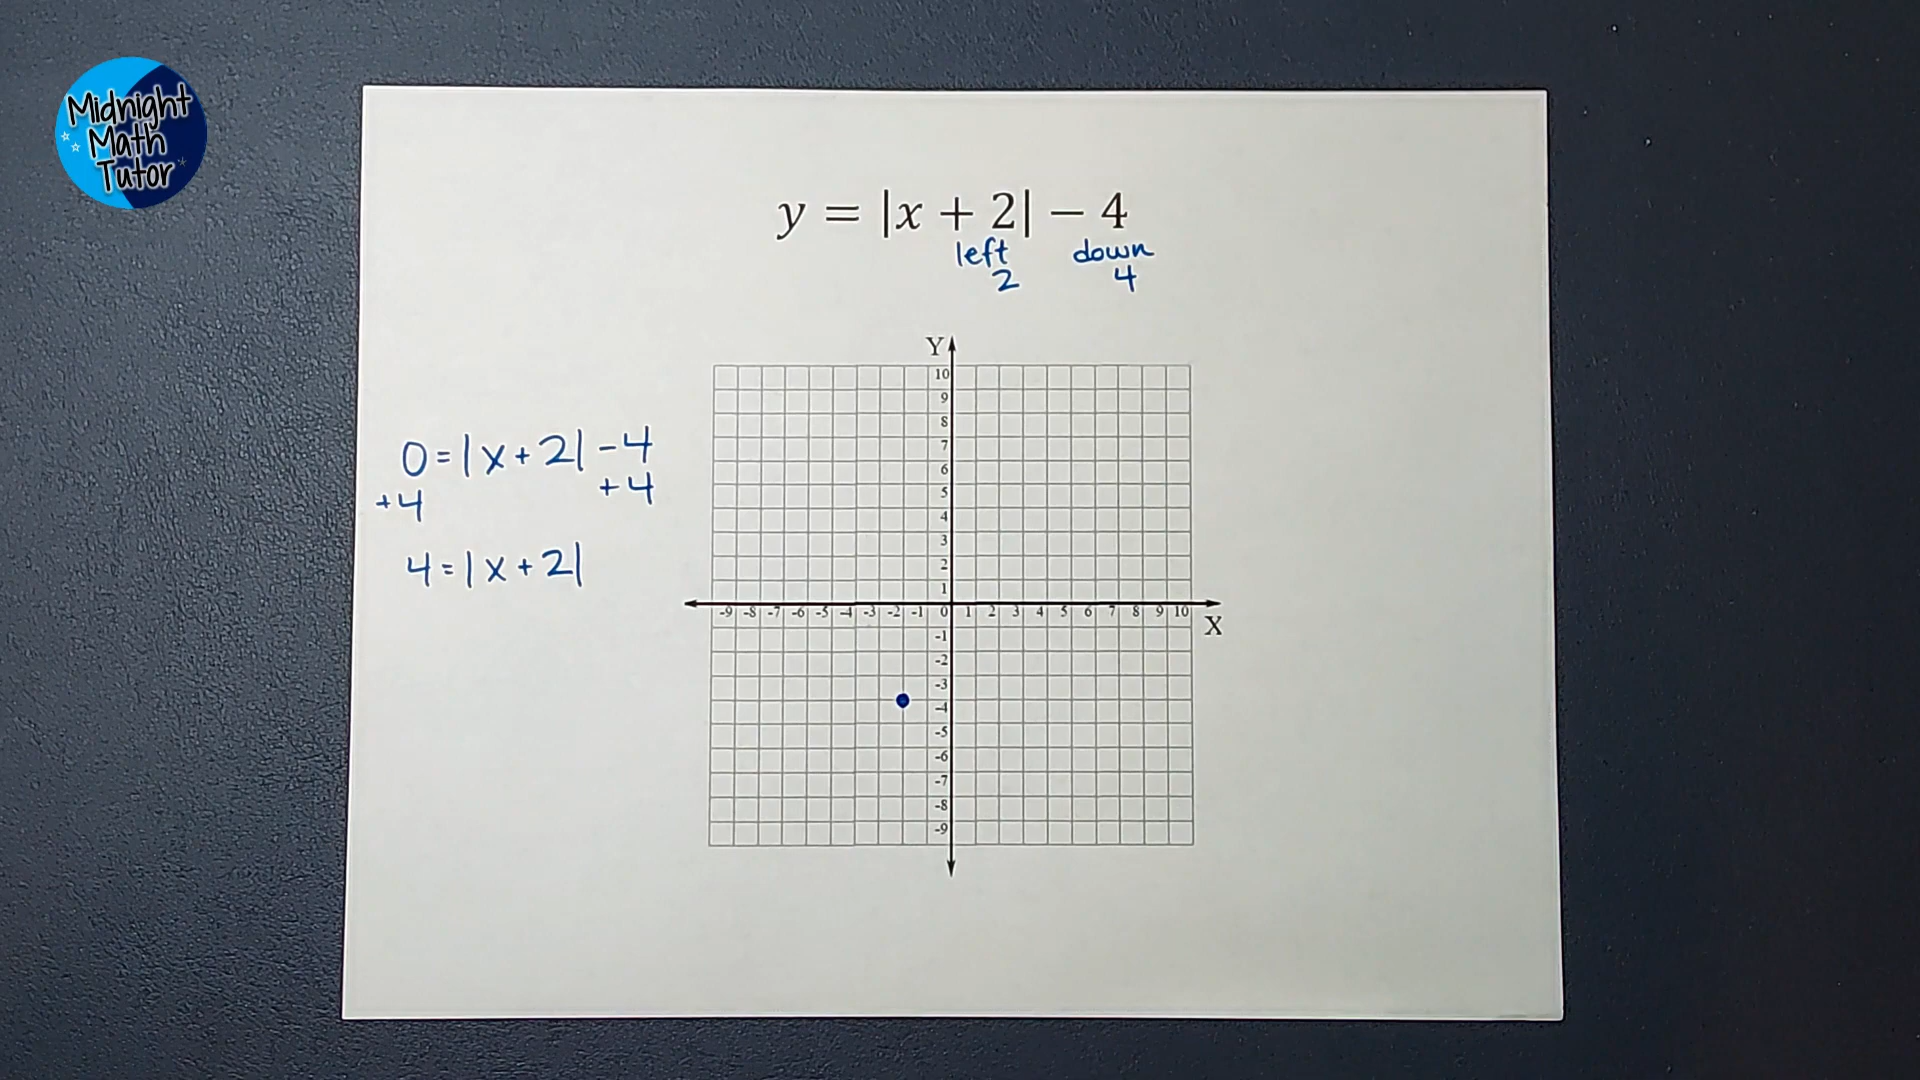 Midnight
Math
Tutor
y = |x + 2| − 4
left down
2 4
Y
10
9
8
7
6
5
4
3
2
1
0 = |x + 2| − 4
+4 +4
4 = |x + 2|
-9 -8 -7 -6 -5 -4 -3 -2 -1 0 1 2 3 4 5 6 7 8 9 10
X
-1
-2
-3
-4
-5
-6
-7
-8
-9